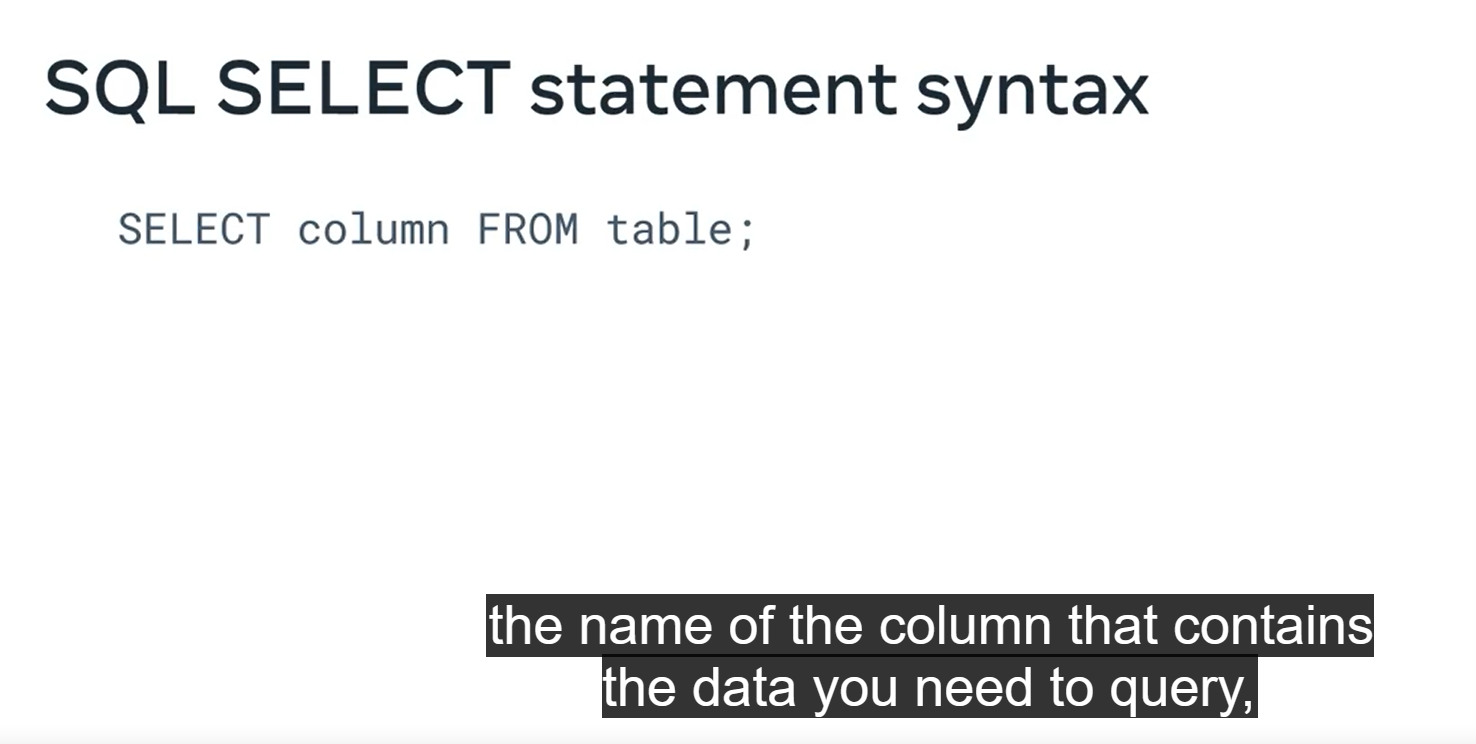 SQL SELECT statement syntax
SELECT column FROM table;
the name of the column that contains
the data you need to query,